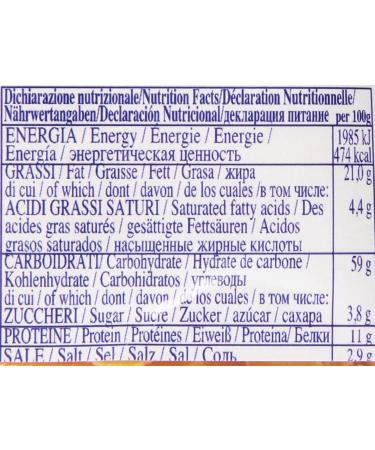 Dichiarazione nutrizionale/Nutrition Facts/Déclaration Nutritionnelle/
Nährwertangaben/Declaración Nutricional/декларация питание per 100g
ENERGIA / Energy / Énergie / Energie / 1985 kJ
Energía / энергетическая ценность 474 kcal
GRASSI / Fat / Graisse / Fett / Grasa / жира 21,0 g
di cui / of which / dont / davon / de los cuales /в том числе:
ACIDI GRASSI SATURI / Saturated fatty acids / Des 4,4 g
acides gras saturés / gesättigte Fettsäuren / Acidos
grasos saturados / насыщенные жирные кислоты
CARBOIDRATI / Carbohydrate / Hydrate de carbone / 59 g
Kohlenhydrate / Carbohidratos / углеводы
di cui / of which / dont / davon / de los cuales / в том числе:
ZUCCHERI / Sugar / Sucre / Zucker / azúcar / сахара 3,8 g
PROTEINE / Protein / Protéines / Eiweiß / Proteina/ Белки 11 g
SALE / Salt / Sel / Salz / Sal / Соль 2,9 g